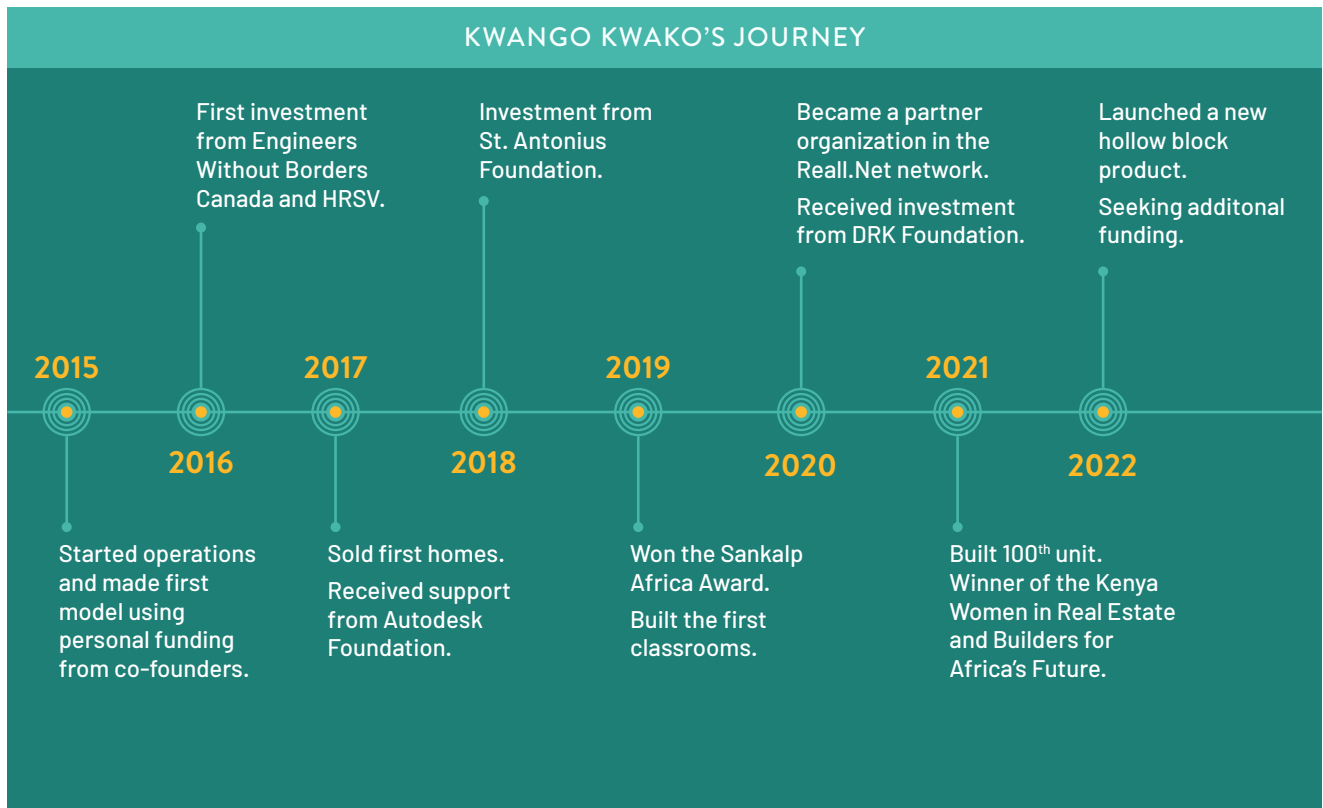 KWANGO KWAKO'S JOURNEY
2015
Started operations
and made first
model using
personal funding
from co-founders.
First investment
from Engineers
Without Borders
Canada and HRSV.
2016
2017
Sold first homes.
Received support
from Autodesk
Foundation.
Investment from
St. Antonius
Foundation.
2018
2019
Won the Sankalp
Africa Award.
Built the first
classrooms.
Became a partner
organization in the
Reall.Net network.
Received investment
from DRK Foundation.
2020
2021
Built 100th unit.
Winner of the Kenya
Women in Real Estate
and Builders for
Africa's Future.
Launched a new
hollow block
product.
Seeking additonal
funding.
2022